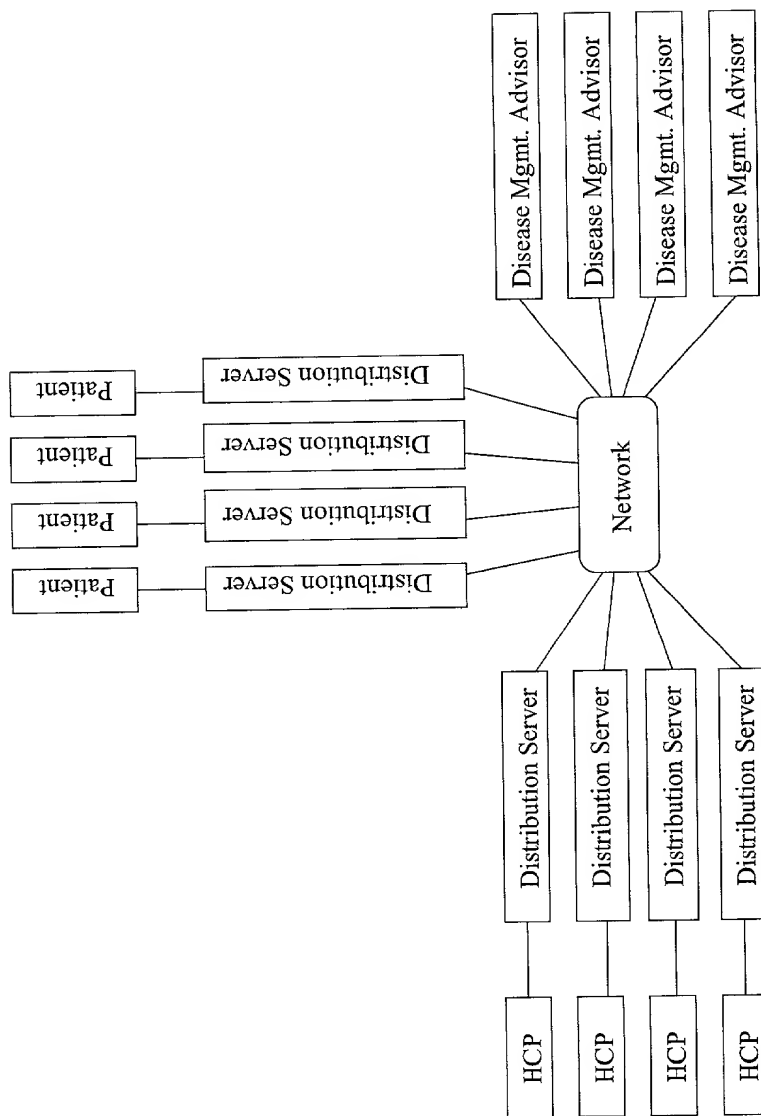 Patient
Distribution Server
Patient
Distribution Server
Patient
Distribution Server
Patient
Distribution Server
Disease Mgmt. Advisor
Disease Mgmt. Advisor
Disease Mgmt. Advisor
Disease Mgmt. Advisor
Network
Distribution Server
Distribution Server
Distribution Server
Distribution Server
HCP
HCP
HCP
HCP